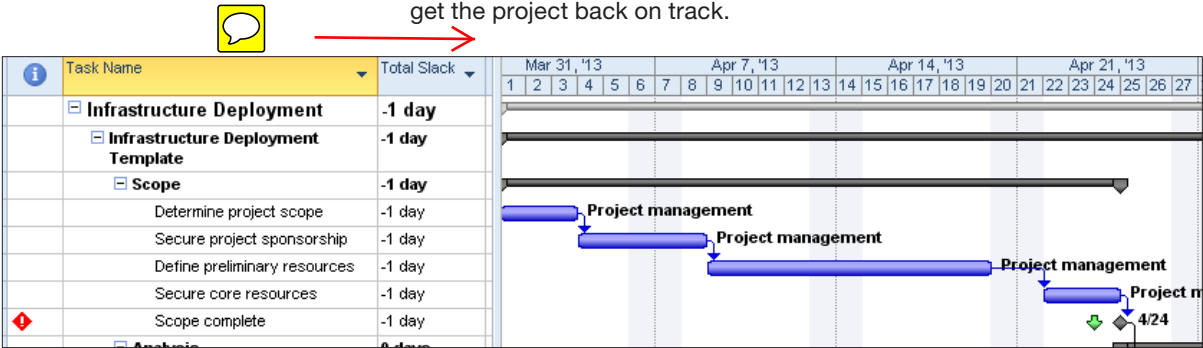 get the project back on track.
Task Name Total Slack Mar 31, '13 Apr 7, '13 Apr 14, '13 Apr 21, '13
1 2 3 4 5 6 7 8 9 10 11 12 13 14 15 16 17 18 19 20 21 22 23 24 25 26 27
Infrastructure Deployment -1 day
Infrastructure Deployment -1 day
Template
Scope -1 day
Determine project scope -1 day Project management
Secure project sponsorship -1 day Project management
Define preliminary resources -1 day Project management
Secure core resources -1 day Project m
Scope complete -1 day 4/24
Analysis 0 days